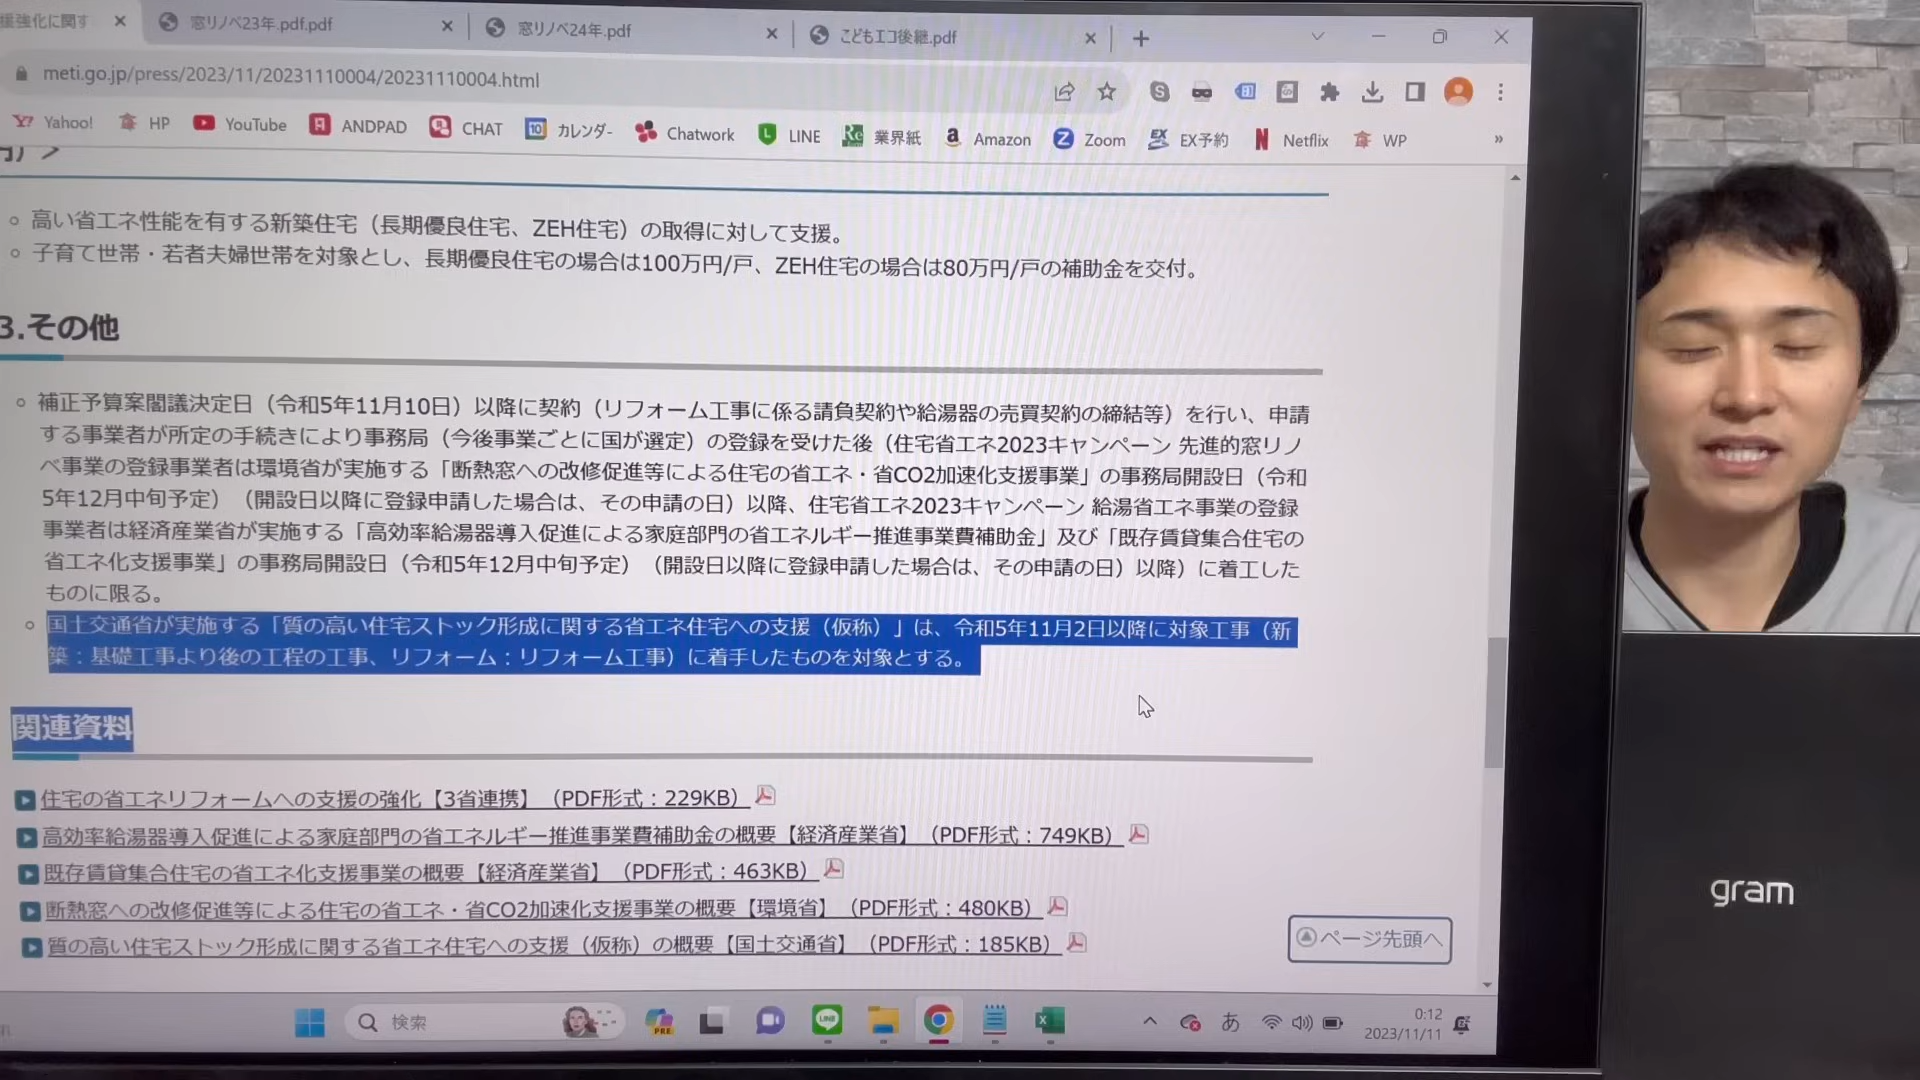 援強化に関す
窓リノベ23年.pdf.pdf
窓リノベ24年.pdf
こどもエコ後継.pdf
meti.go.jp/press/2023/11/20231110004/20231110004.html
Yahoo!
HP
YouTube
ANDPAD
CHAT
カレンダ-
Chatwork
LINE
業界紙
Amazon
Zoom
EX予約
Netflix
WP
高い省エネ性能を有する新築住宅（長期優良住宅、ZEH住宅）の取得に対して支援。
子育て世帯・若者夫婦世帯を対象とし、長期優良住宅の場合は100万円/戸、ZEH住宅の場合は80万円/戸の補助金を交付。
3.その他
補正予算案閣議決定日（令和5年11月10日）以降に契約（リフォーム工事に係る請負契約や給湯器の売買契約の締結等）を行い、申請
する事業者が所定の手続きにより事務局（今後事業ごとに国が選定）の登録を受けた後（住宅省エネ2023キャンペーン 先進的窓リノ
ベ事業の登録事業者は環境省が実施する「断熱窓への改修促進等による住宅の省エネ・省CO2加速化支援事業」の事務局開設日（令和
5年12月中旬予定）（開設日以降に登録申請した場合は、その申請の日）以降、住宅省エネ2023キャンペーン 給湯省エネ事業の登録
事業者は経済産業省が実施する「高効率給湯器導入促進による家庭部門の省エネルギー推進事業費補助金」及び「既存賃貸集合住宅の
省エネ化支援事業」の事務局開設日（令和5年12月中旬予定）（開設日以降に登録申請した場合は、その申請の日）以降）に着工した
ものに限る。
国土交通省が実施する「質の高い住宅ストック形成に関する省エネ住宅への支援（仮称）」は、令和5年11月2日以降に対象工事（新
築：基礎工事より後の工程の工事、リフォーム：リフォーム工事）に着手したものを対象とする。
関連資料
住宅の省エネリフォームへの支援の強化【3省連携】（PDF形式：229KB）
高効率給湯器導入促進による家庭部門の省エネルギー推進事業費補助金の概要【経済産業省】（PDF形式：749KB）
既存賃貸集合住宅の省エネ化支援事業の概要【経済産業省】（PDF形式：463KB）
断熱窓への改修促進等による住宅の省エネ・省CO2加速化支援事業の概要【環境省】（PDF形式：480KB）
質の高い住宅ストック形成に関する省エネ住宅への支援（仮称）の概要【国土交通省】（PDF形式：185KB）
ページ先頭へ
gram
検索
あ
0:12
2023/11/11